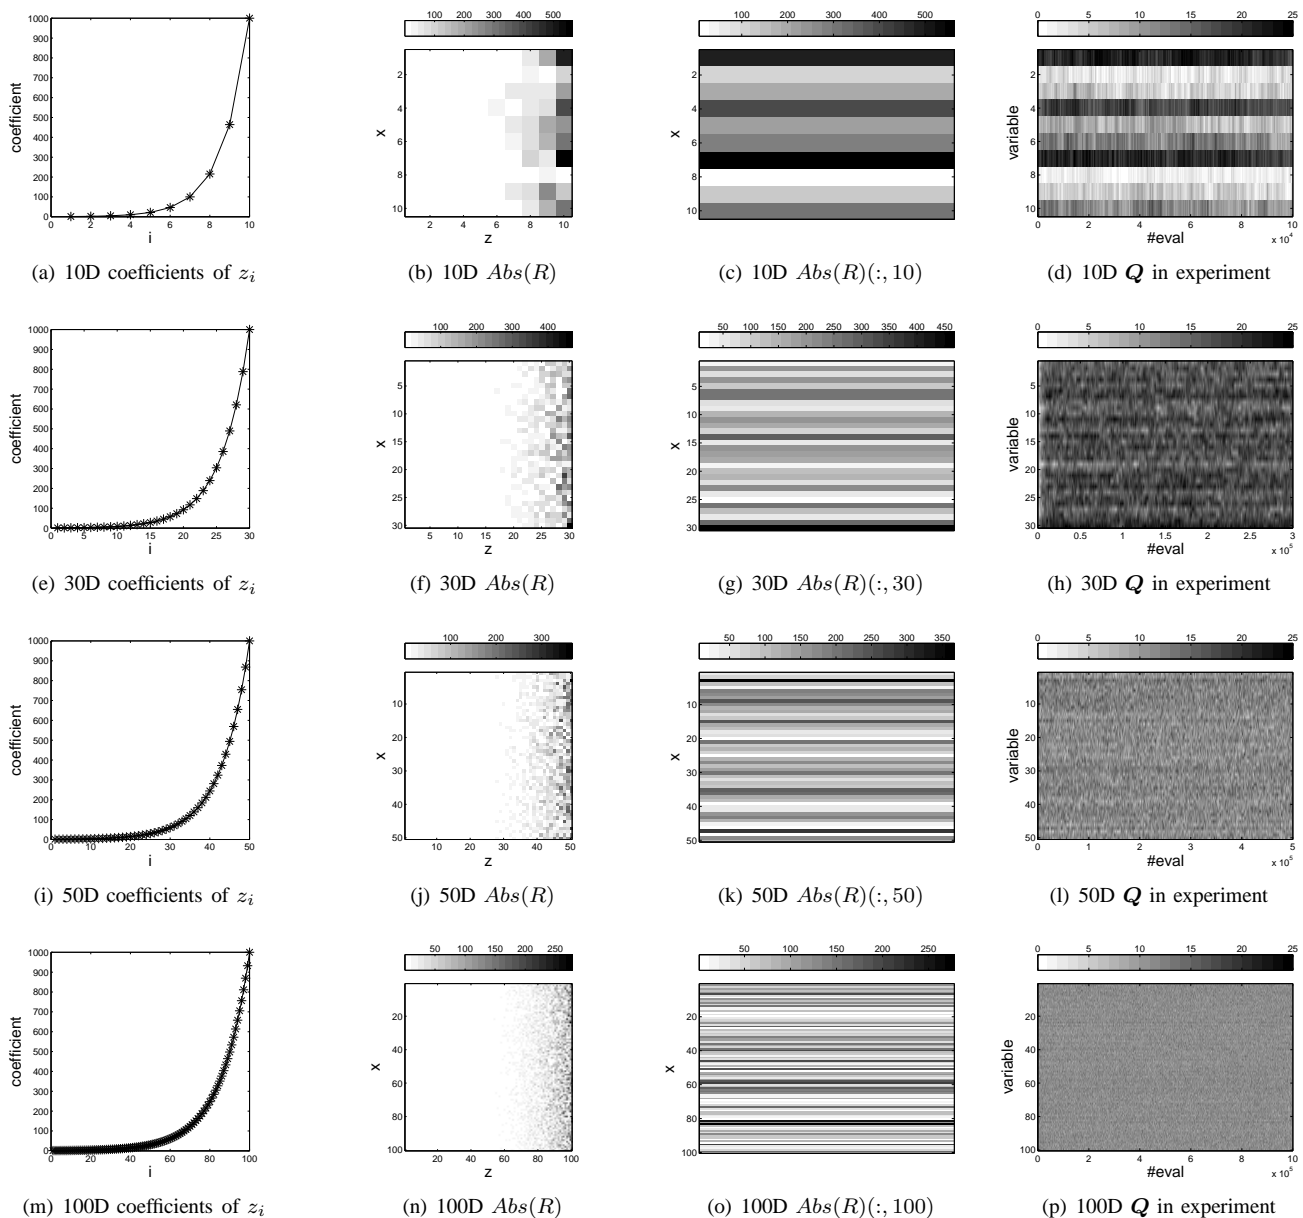 1000
900
800
700
600
500
400
300
200
100
0
0 2 4 6 8 10
coefficient
i
(a) 10D coefficients of z_i
100 200 300 400 500
2
4
6
8
10
2 4 6 8 10
x
z
(b) 10D Abs(R)
100 200 300 400 500
2
4
6
8
10
x
(c) 10D Abs(R)(:, 10)
0 5 10 15 20 25
2
4
6
8
10
0 2 4 6 8 10
x 10^4
variable
#eval
(d) 10D Q in experiment
1000
900
800
700
600
500
400
300
200
100
0
0 5 10 15 20 25 30
coefficient
i
(e) 30D coefficients of z_i
100 200 300 400
5
10
15
20
25
30
5 10 15 20 25 30
x
z
(f) 30D Abs(R)
50 100 150 200 250 300 350 400 450
5
10
15
20
25
30
x
(g) 30D Abs(R)(:, 30)
0 5 10 15 20 25
5
10
15
20
25
30
0 0.5 1 1.5 2 2.5 3
x 10^5
variable
#eval
(h) 30D Q in experiment
1000
900
800
700
600
500
400
300
200
100
0
0 10 20 30 40 50
coefficient
i
(i) 50D coefficients of z_i
100 200 300
10
20
30
40
50
10 20 30 40 50
x
z
(j) 50D Abs(R)
50 100 150 200 250 300 350
10
20
30
40
50
x
(k) 50D Abs(R)(:, 50)
0 5 10 15 20 25
10
20
30
40
50
0 1 2 3 4 5
x 10^5
variable
#eval
(l) 50D Q in experiment
1000
900
800
700
600
500
400
300
200
100
0
0 20 40 60 80 100
coefficient
i
(m) 100D coefficients of z_i
50 100 150 200 250
20
40
60
80
100
20 40 60 80 100
x
z
(n) 100D Abs(R)
50 100 150 200 250
20
40
60
80
100
x
(o) 100D Abs(R)(:, 100)
0 5 10 15 20 25
20
40
60
80
100
0 2 4 6 8 10
x 10^5
variable
#eval
(p) 100D Q in experiment